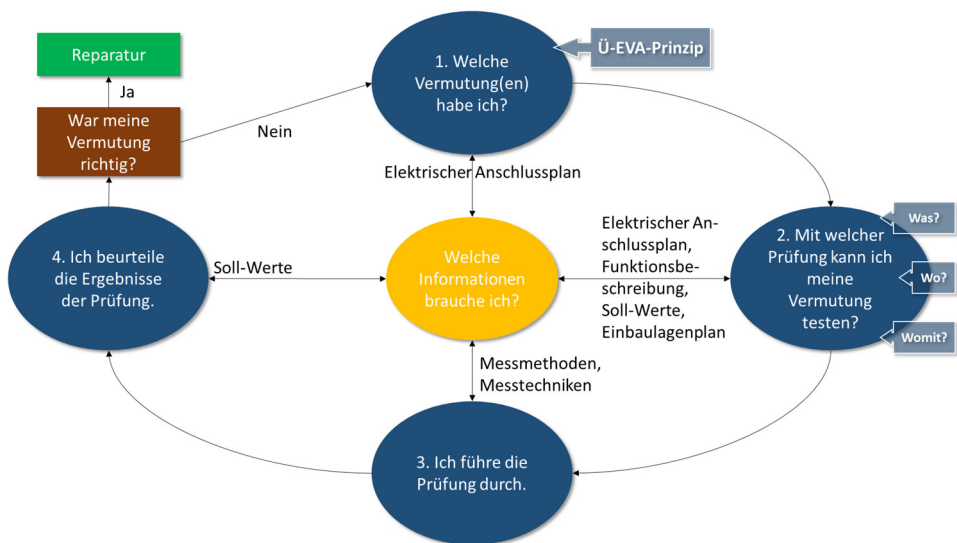 Reparatur
Ja
War meine
Vermutung
richtig?
Nein
1. Welche
Vermutung(en)
habe ich?
Ü-EVA-Prinzip
Elektrischer Anschlussplan
Welche
Informationen
brauche ich?
Elektrischer An-
schlussplan,
Funktionsbe-
schreibung,
Soll-Werte,
Einbaulagenplan
2. Mit welcher
Prüfung kann ich
meine
Vermutung
testen?
Was?
Wo?
Womit?
Messmethoden,
Messtechniken
3. Ich führe die
Prüfung durch.
4. Ich beurteile
die Ergebnisse
der Prüfung.
Soll-Werte